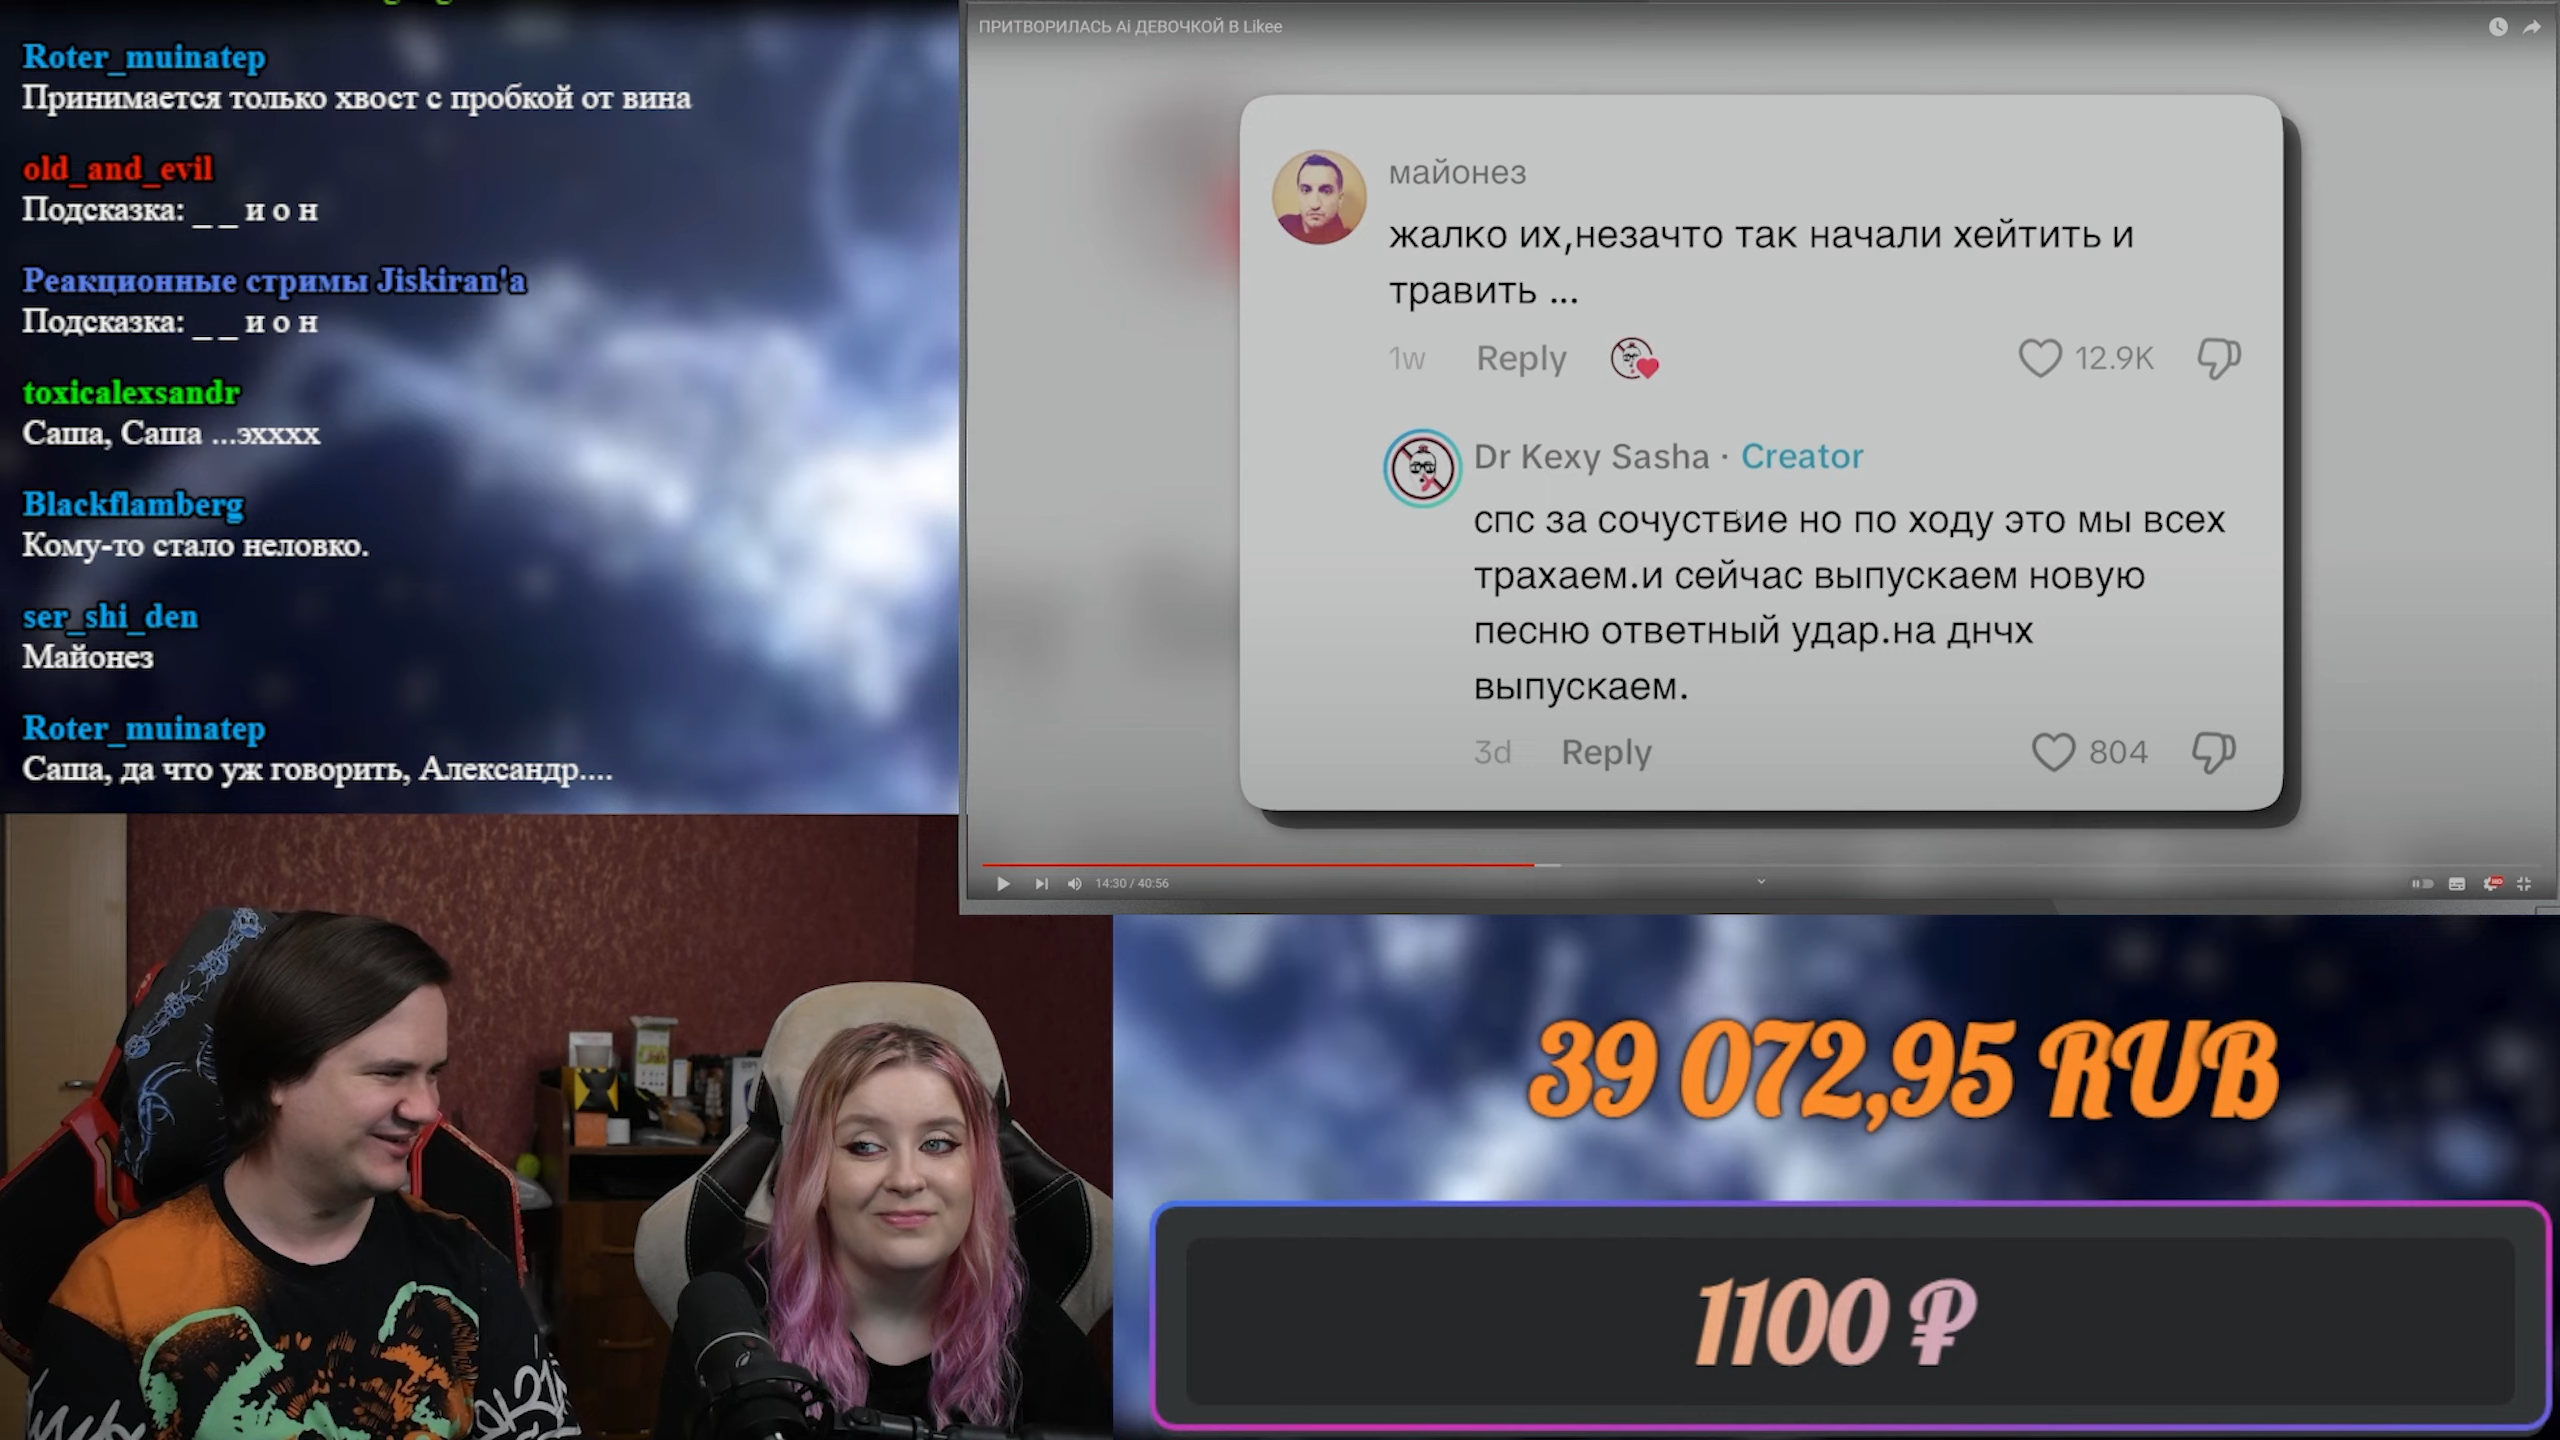 Roter_muinatep
Принимается только хвост с пробкой от вина
old_and_evil
Подсказка: _ _ и о н
Реакционные стримы Jiskiran'а
Подсказка: _ _ и о н
toxicalexsandr
Саша, Саша ...эхххх
Blackflamberg
Кому-то стало неловко.
ser_shi_den
Майонез
Roter_muinatep
Саша, да что уж говорить, Александр....
ПРИТВОРИЛАСЬ Ai ДЕВОЧКОЙ В Likee
майонез
жалко их,незачто так начали хейтить и
травить ...
1w Reply 12.9K
Dr Kexy Sasha · Creator
спс за сочуствие но по ходу это мы всех
трахаем.и сейчас выпускаем новую
песню ответный удар.на днчх
выпускаем.
3d Reply 804
14:30 / 40:56
39 072,95 RUB
1100 ₽